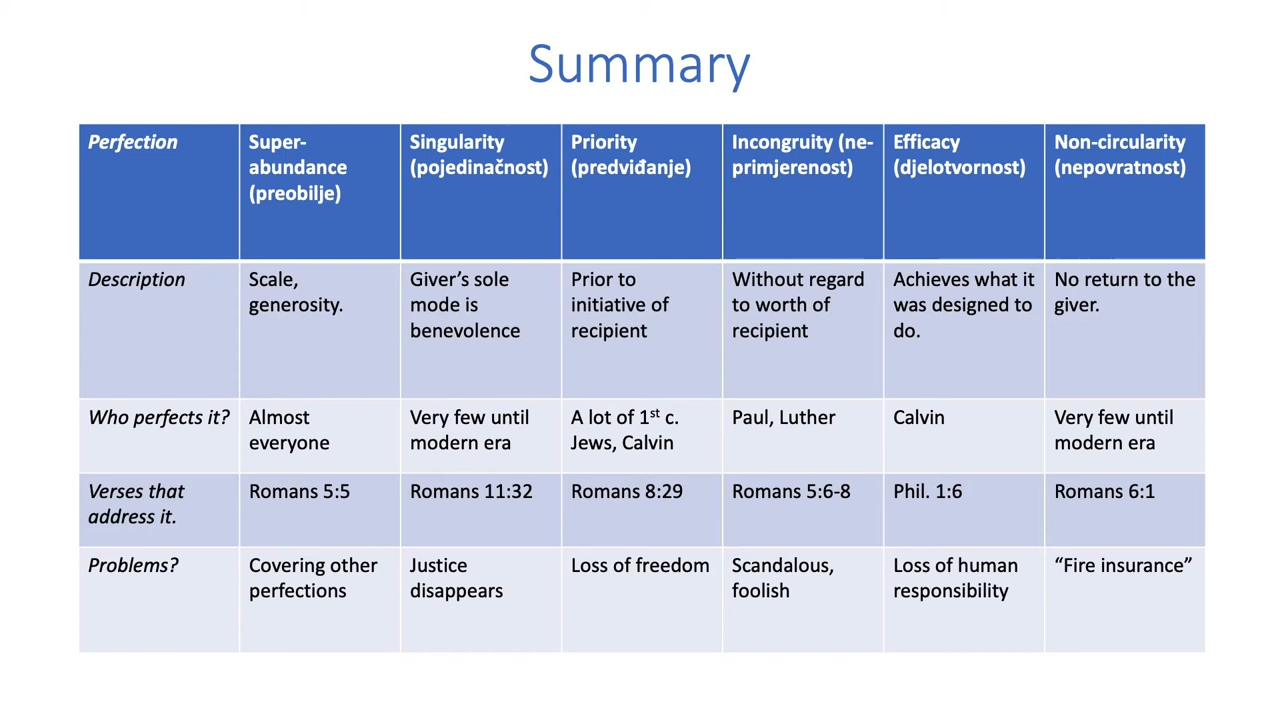 Summary
Perfection
Super-
abundance
(preobilje)
Singularity
(pojedinačnost)
Priority
(predviđanje)
Incongruity (ne-
primjerenost)
Efficacy
(djelotvornost)
Non-circularity
(nepovratnost)
Description
Scale,
generosity.
Giver’s sole
mode is
benevolence
Prior to
initiative of
recipient
Without regard
to worth of
recipient
Achieves what it
was designed to
do.
No return to the
giver.
Who perfects it?
Almost
everyone
Very few until
modern era
A lot of 1st c.
Jews, Calvin
Paul, Luther
Calvin
Very few until
modern era
Verses that
address it.
Romans 5:5
Romans 11:32
Romans 8:29
Romans 5:6-8
Phil. 1:6
Romans 6:1
Problems?
Covering other
perfections
Justice
disappears
Loss of freedom
Scandalous,
foolish
Loss of human
responsibility
“Fire insurance”